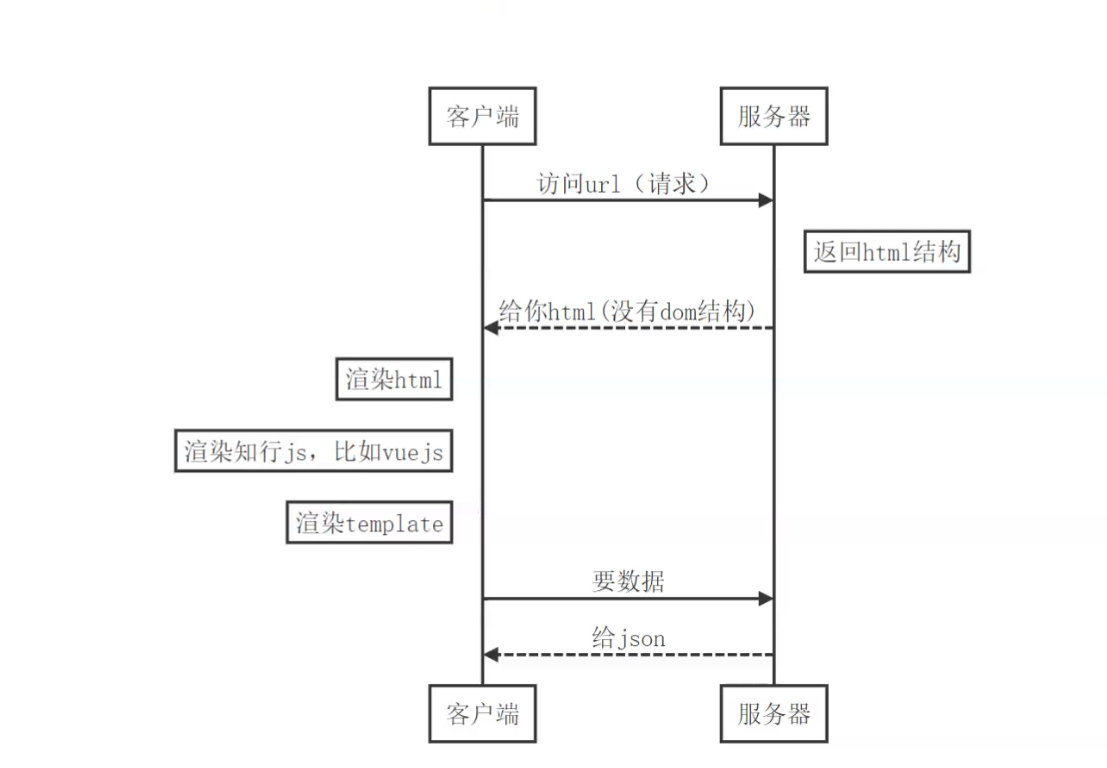 客户端
服务器
访问url（请求）
返回html结构
给你html(没有dom结构)
渲染html
渲染知行js，比如vuejs
渲染template
要数据
给json
客户端
服务器